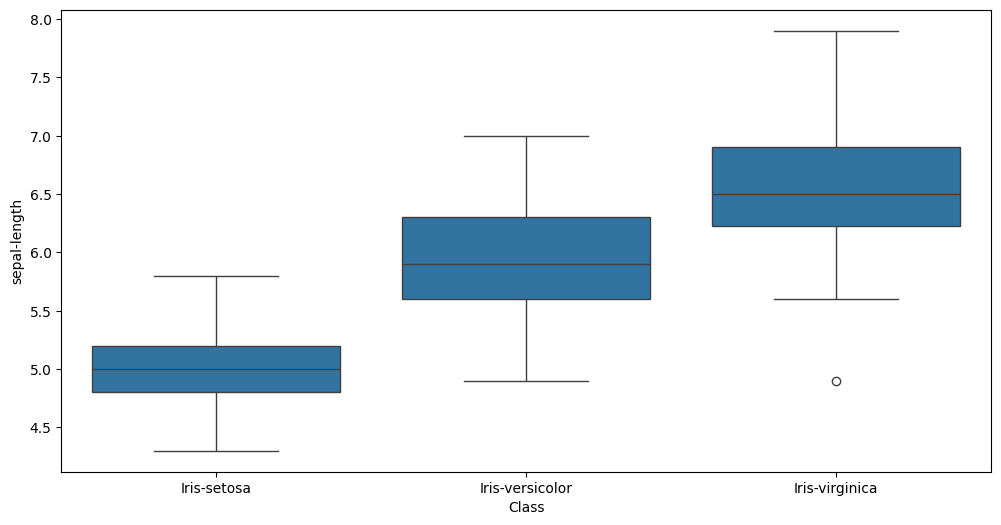 8.0
7.5
7.0
6.5
6.0
5.5
5.0
4.5
sepal-length
Iris-setosa
Iris-versicolor
Iris-virginica
Class